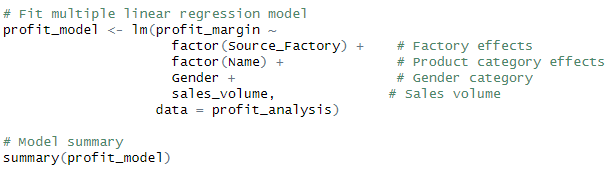 # Fit multiple linear regression model
profit_model <- lm(profit_margin ~
factor(Source_Factory) + # Factory effects
factor(Name) + # Product category effects
Gender + # Gender category
sales_volume, # Sales volume
data = profit_analysis)
# Model summary
summary(profit_model)